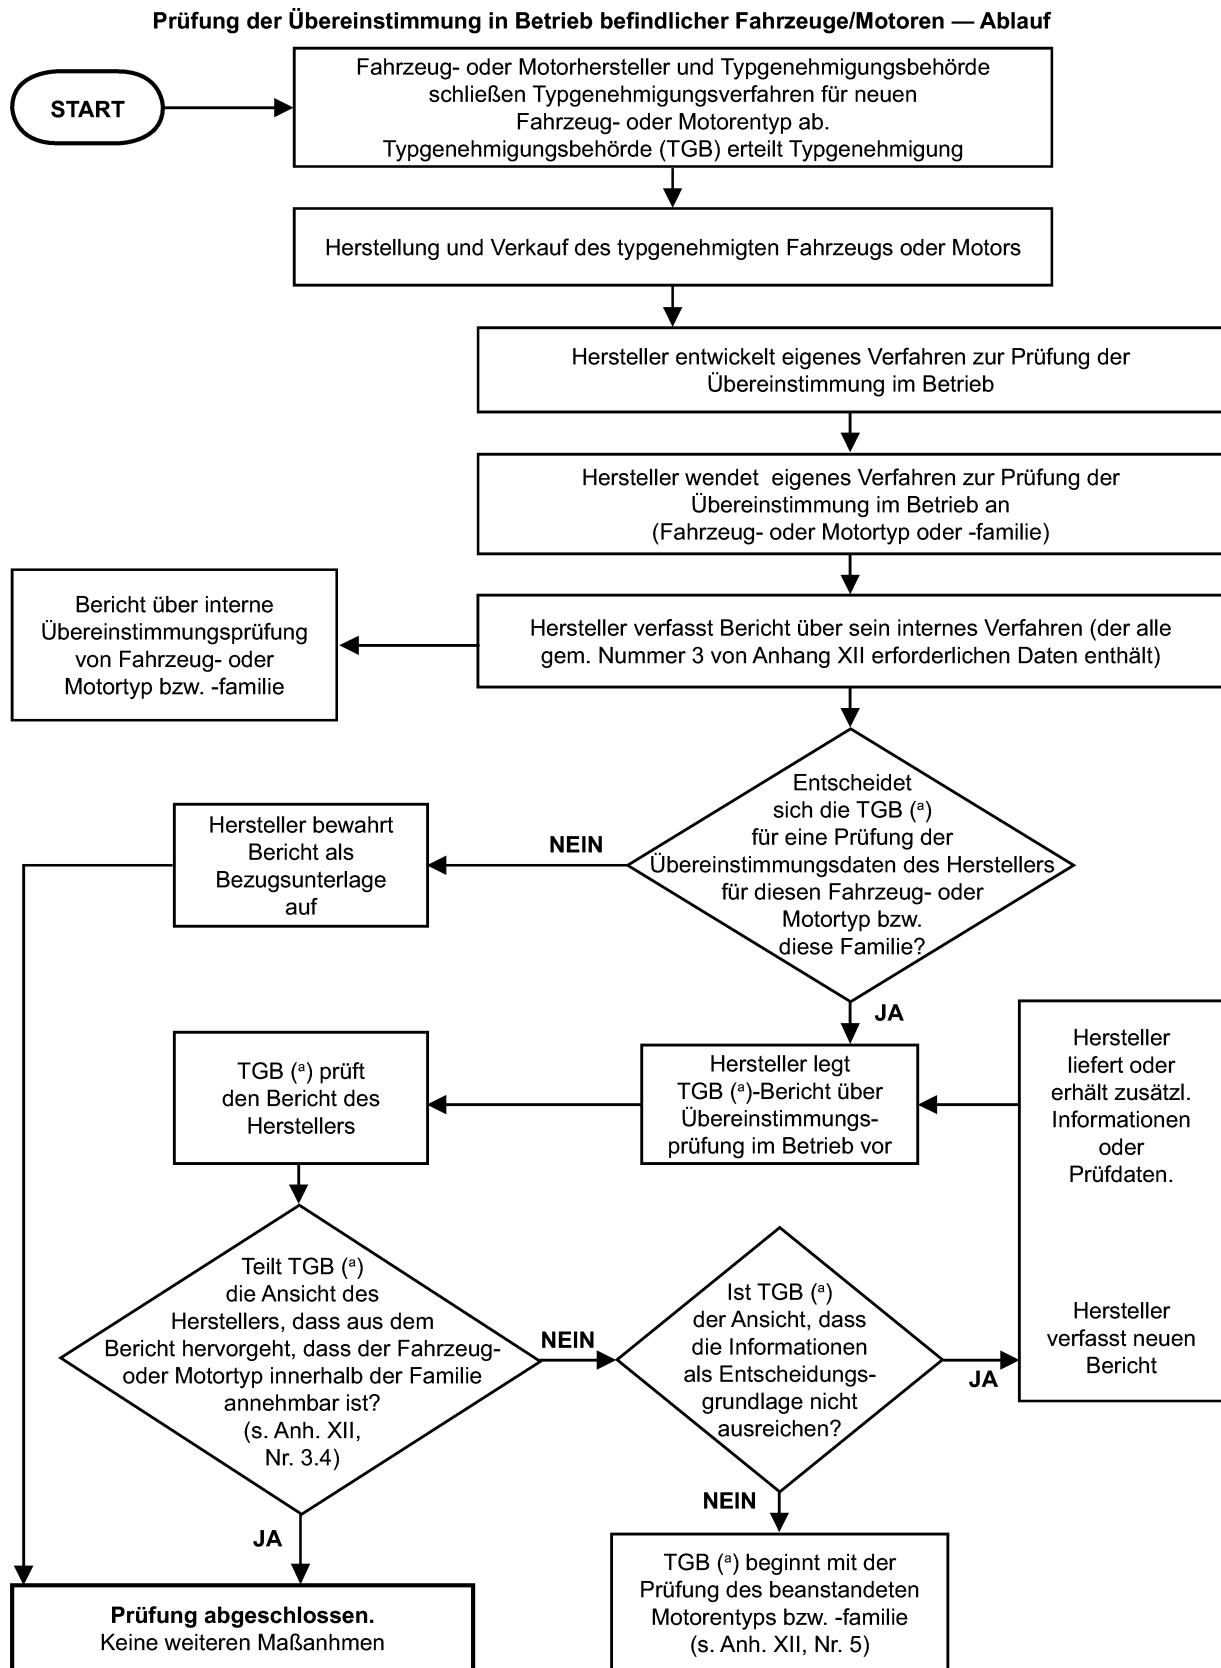 Prüfung der Übereinstimmung in Betrieb befindlicher Fahrzeuge/Motoren — Ablauf
START
Fahrzeug- oder Motorhersteller und Typgenehmigungsbehörde
schließen Typgenehmigungsverfahren für neuen
Fahrzeug- oder Motorentyp ab.
Typgenehmigungsbehörde (TGB) erteilt Typgenehmigung
Herstellung und Verkauf des typgenehmigten Fahrzeugs oder Motors
Hersteller entwickelt eigenes Verfahren zur Prüfung der
Übereinstimmung im Betrieb
Hersteller wendet eigenes Verfahren zur Prüfung der
Übereinstimmung im Betrieb an
(Fahrzeug- oder Motortyp oder -familie)
Hersteller verfasst Bericht über sein internes Verfahren (der alle
gem. Nummer 3 von Anhang XII erforderlichen Daten enthält)
Bericht über interne
Übereinstimmungsprüfung
von Fahrzeug- oder
Motortyp bzw. -familie
Entscheidet
sich die TGB (ª)
für eine Prüfung der
Übereinstimmungsdaten des Herstellers
für diesen Fahrzeug- oder
Motortyp bzw.
diese Familie?
NEIN
Hersteller bewahrt
Bericht als
Bezugsunterlage
auf
JA
Hersteller legt
TGB (ª)-Bericht über
Übereinstimmungs-
prüfung im Betrieb vor
Hersteller
liefert oder
erhält zusätzl.
Informationen
oder
Prüfdaten.
Hersteller
verfasst neuen
Bericht
TGB (ª) prüft
den Bericht des
Herstellers
Teilt TGB (ª)
die Ansicht des
Herstellers, dass aus dem
Bericht hervorgeht, dass der Fahrzeug-
oder Motortyp innerhalb der Familie
annehmbar ist?
(s. Anh. XII,
Nr. 3.4)
NEIN
Ist TGB (ª)
der Ansicht, dass
die Informationen
als Entscheidungs-
grundlage nicht
ausreichen?
JA
NEIN
JA
TGB (ª) beginnt mit der
Prüfung des beanstandeten
Motorentyps bzw. -familie
(s. Anh. XII, Nr. 5)
Prüfung abgeschlossen.
Keine weiteren Maßanhmen